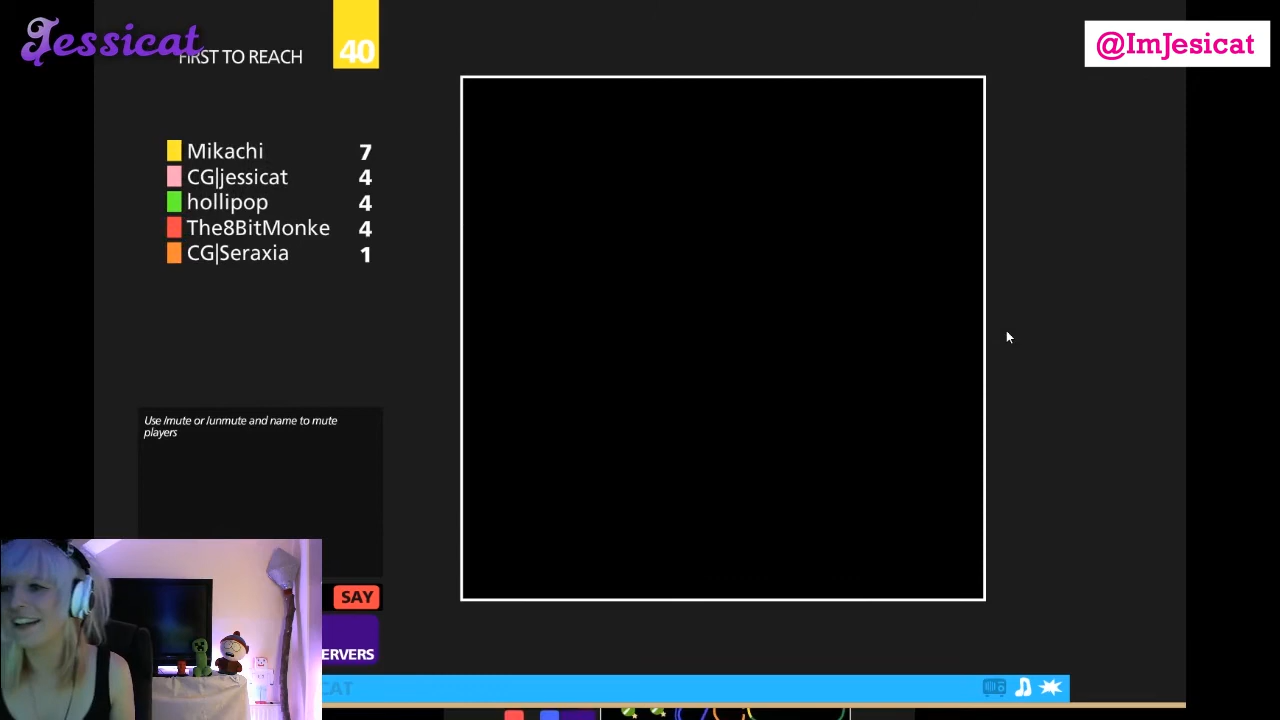 Jessicat
FIRST TO REACH
40
@ImJesicat
Mikachi 7
CG|jessicat 4
hollipop 4
The8BitMonke 4
CG|Seraxia 1
Use /mute or /unmute and name to mute
players
SAY
ERVERS
CAT